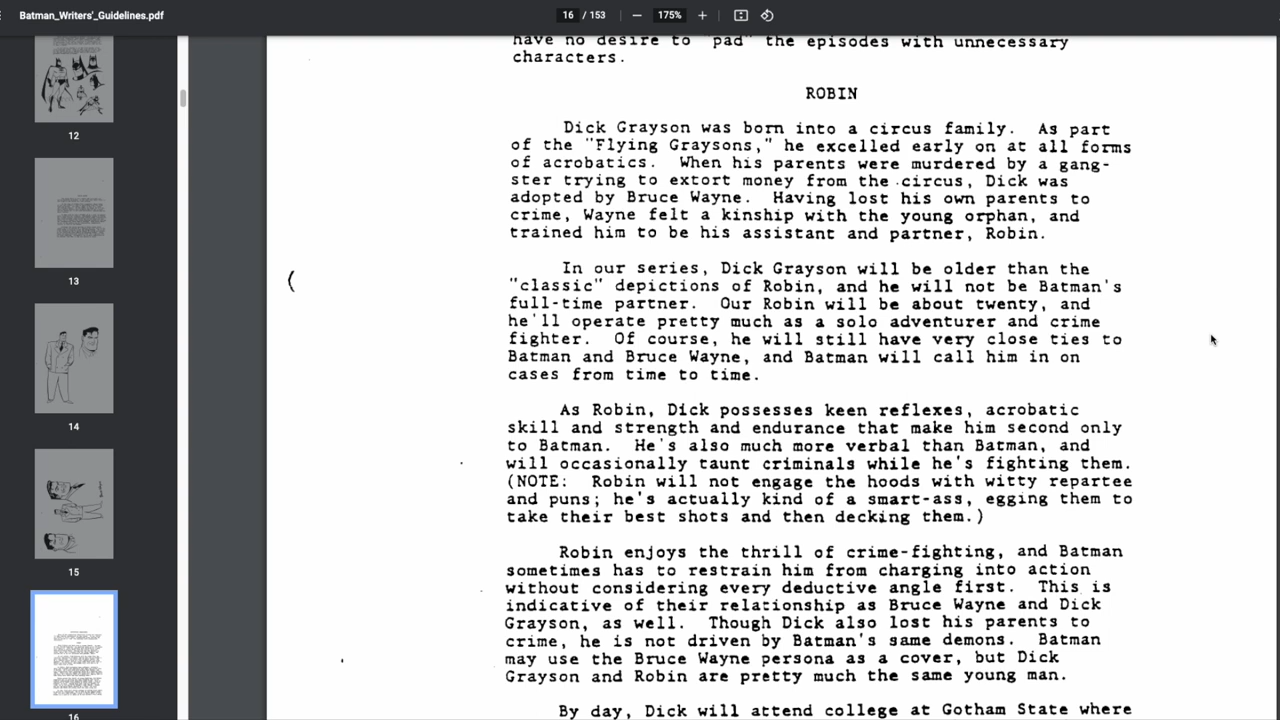 Batman_Writers'_Guidelines.pdf
16 / 153
175%
12
13
14
15
16
have no desire to "pad" the episodes with unnecessary
characters.
ROBIN
Dick Grayson was born into a circus family. As part
of the "Flying Graysons," he excelled early on at all forms
of acrobatics. When his parents were murdered by a gang-
ster trying to extort money from the circus, Dick was
adopted by Bruce Wayne. Having lost his own parents to
crime, Wayne felt a kinship with the young orphan, and
trained him to be his assistant and partner, Robin.
In our series, Dick Grayson will be older than the
"classic" depictions of Robin, and he will not be Batman's
full-time partner. Our Robin will be about twenty, and
he'll operate pretty much as a solo adventurer and crime
fighter. Of course, he will still have very close ties to
Batman and Bruce Wayne, and Batman will call him in on
cases from time to time.
As Robin, Dick possesses keen reflexes, acrobatic
skill and strength and endurance that make him second only
to Batman. He's also much more verbal than Batman, and
will occasionally taunt criminals while he's fighting them.
(NOTE: Robin will not engage the hoods with witty repartee
and puns; he's actually kind of a smart-ass, egging them to
take their best shots and then decking them.)
Robin enjoys the thrill of crime-fighting, and Batman
sometimes has to restrain him from charging into action
without considering every deductive angle first. This is
indicative of their relationship as Bruce Wayne and Dick
Grayson, as well. Though Dick also lost his parents to
crime, he is not driven by Batman's same demons. Batman
may use the Bruce Wayne persona as a cover, but Dick
Grayson and Robin are pretty much the same young man.
By day, Dick will attend college at Gotham State where